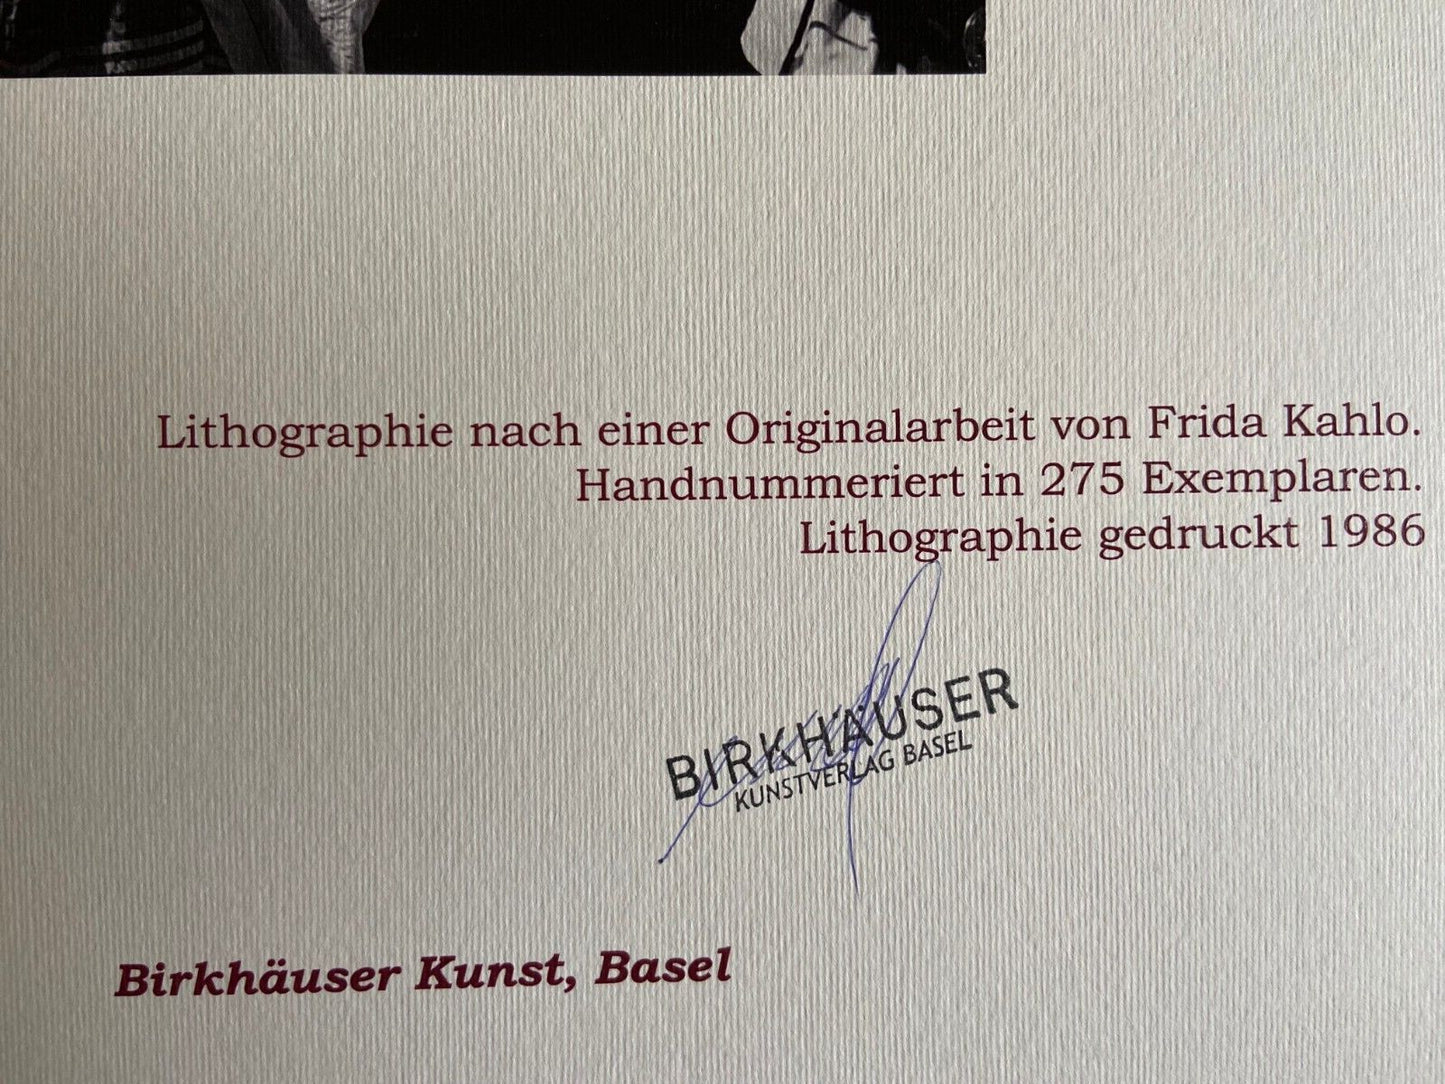 Lithographie nach einer Originalarbeit von Frida Kahlo.
Handnummeriert in 275 Exemplaren.
Lithographie gedruckt 1986
BIRKHÄUSER
KUNSTVERLAG BASEL
Birkhäuser Kunst, Basel